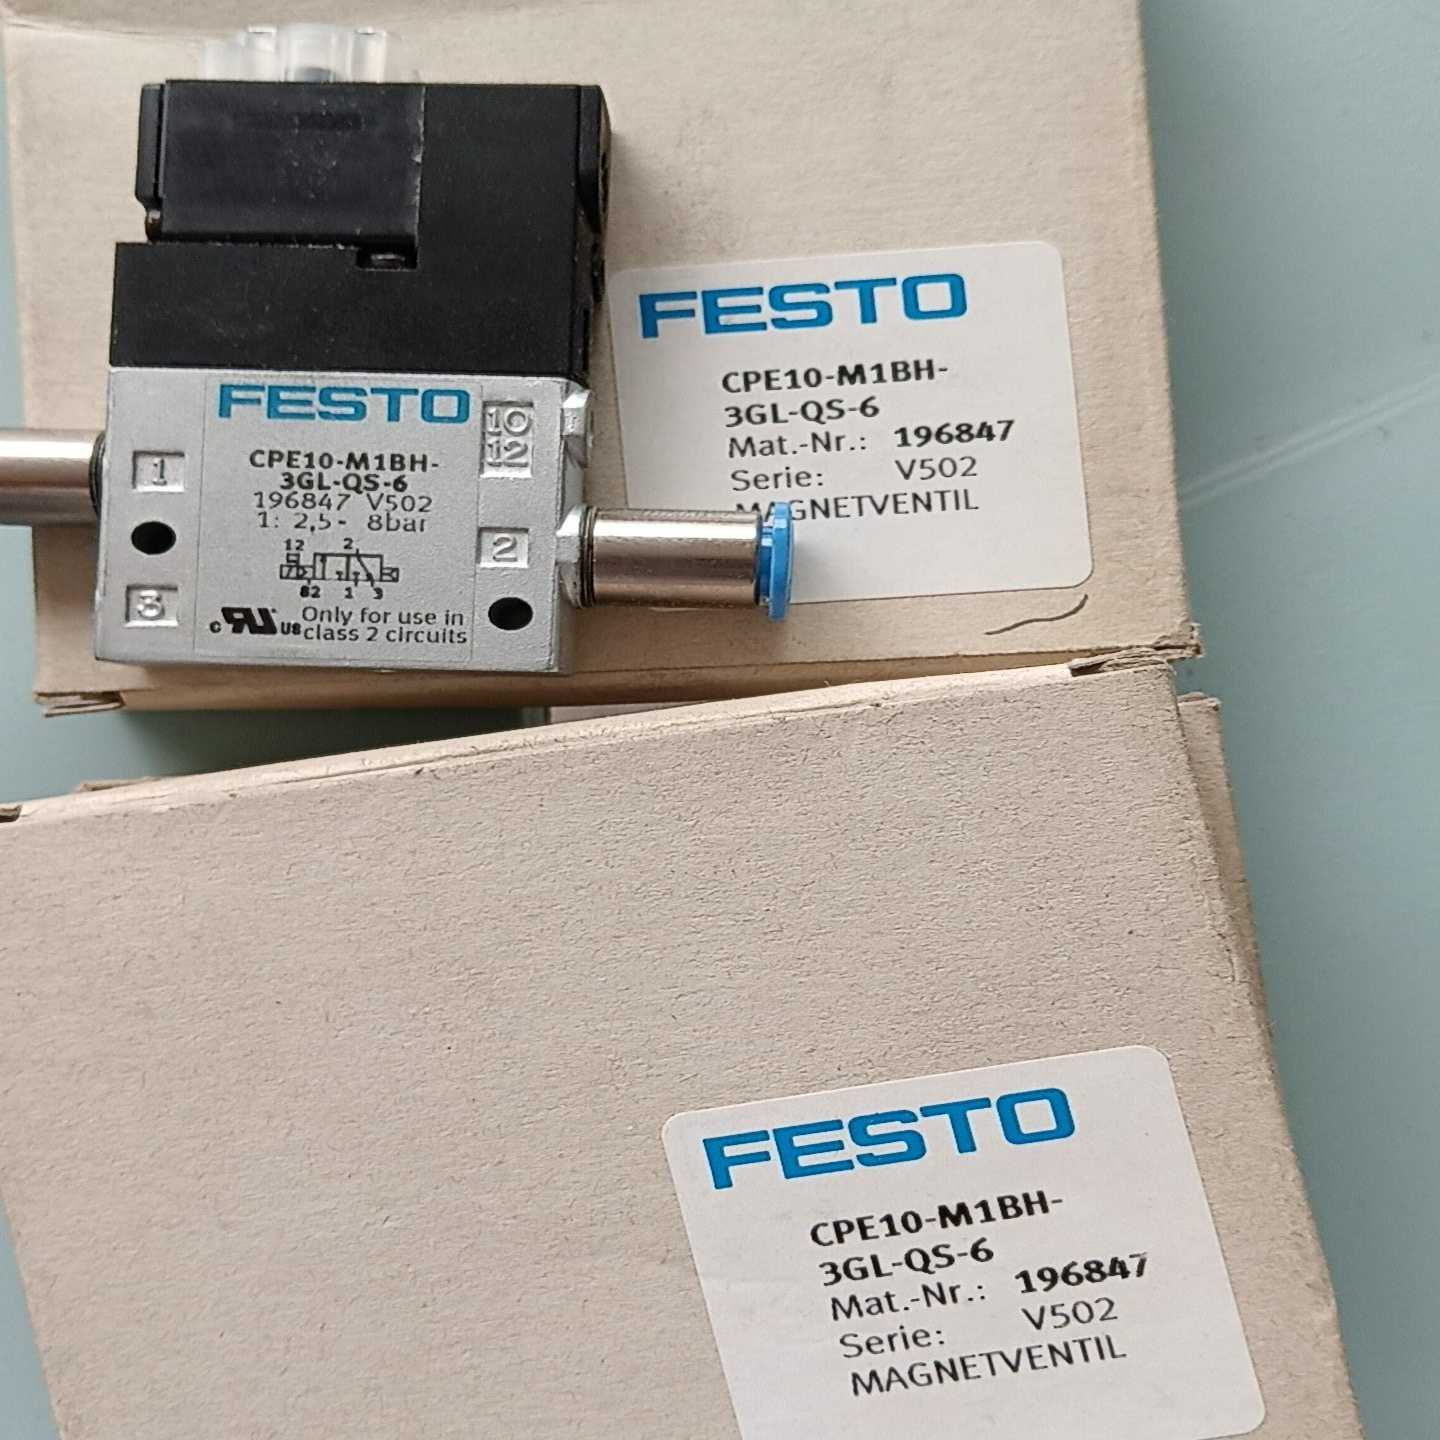 FESTO
CPE10-M1BH-
3GL-QS-6
196847 V502
1: 2,5- 8bar
12 2
82 1 3
c RU US Only for use in
class 2 circuits
1
3
10
12
2
FESTO
CPE10-M1BH-
3GL-QS-6
Mat.-Nr.: 196847
Serie: V502
MAGNETVENTIL
FESTO
CPE10-M1BH-
3GL-QS-6
Mat.-Nr.: 196847
Serie: V502
MAGNETVENTIL